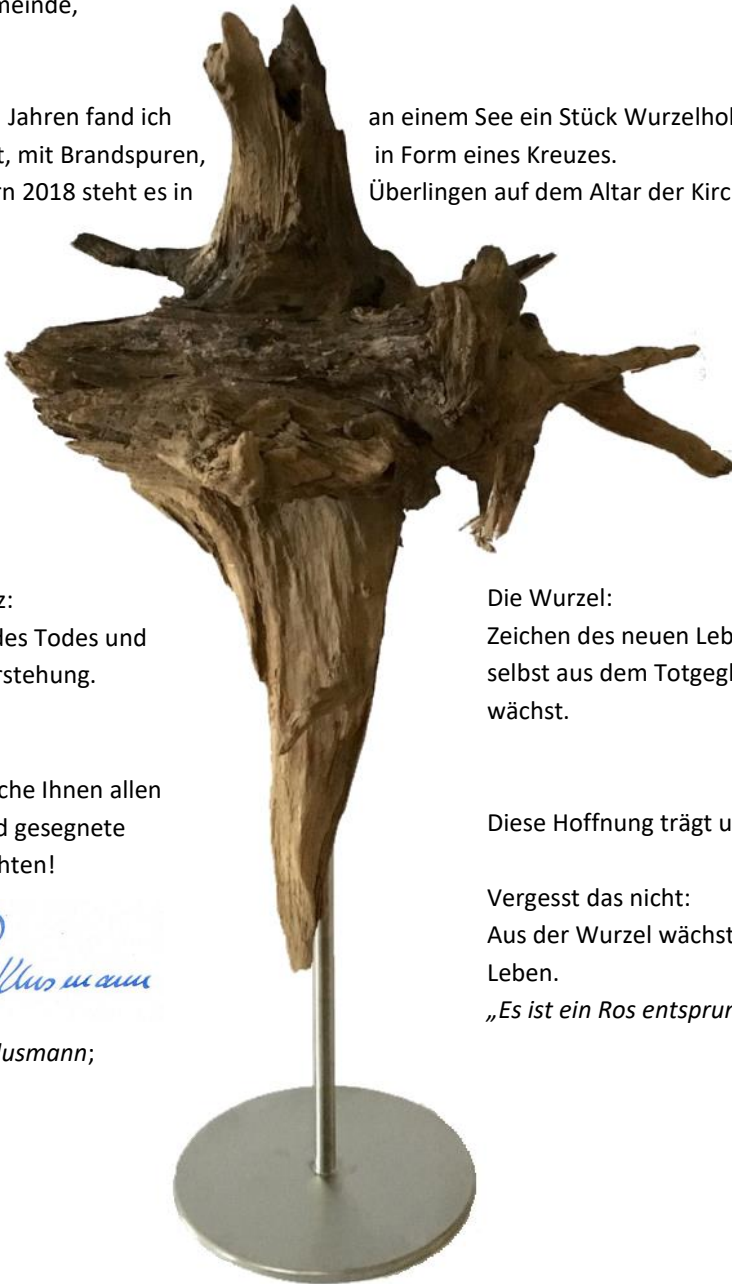 meinde,
Jahren fand ich an einem See ein Stück Wurzelhol
t, mit Brandspuren, in Form eines Kreuzes.
rn 2018 steht es in Überlingen auf dem Altar der Kirc
z:
des Todes und
rstehung.
che Ihnen allen
d gesegnete
hten!
Klusmann
lusmann;
Die Wurzel:
Zeichen des neuen Leb
selbst aus dem Totgegl
wächst.
Diese Hoffnung trägt u
Vergesst das nicht:
Aus der Wurzel wächst
Leben.
„Es ist ein Ros entsprun